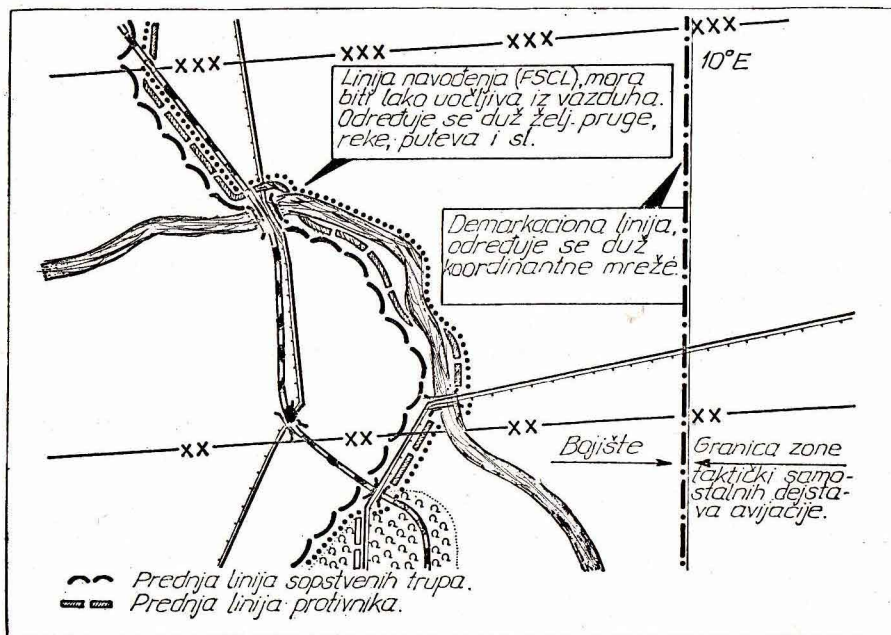 XXX XXX XXX XXX
10°E
Linija navođenja (FSCL), mora
biti lako uočljiva iz vazduha.
Određuje se duž želj. pruge,
reke, puteva i sl.
Demarkaciona linija,
određuje se duž
koordinantne mreže.
XX XX XX XX
Bojište
Granica zone
taktički samo-
stalnih dejsta-
va avijacije.
Prednja linija sopstvenih trupa.
Prednja linija protivnika.